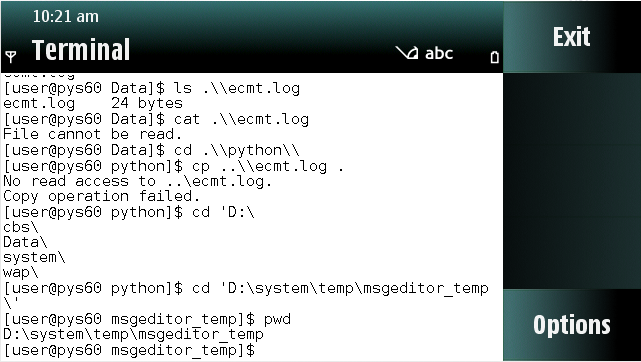 10:21 am
Terminal
abc
Exit
[user@pys60 Data]$ ls .\\ecmt.log
ecmt.log    24 bytes
[user@pys60 Data]$ cat .\\ecmt.log
File cannot be read.
[user@pys60 Data]$ cd .\\python\\
[user@pys60 python]$ cp ..\\ecmt.log .
No read access to ..\ecmt.log.
Copy operation failed.
[user@pys60 python]$ cd 'D:\
cbs\
Data\
system\
wap\
[user@pys60 python]$ cd 'D:\system\temp\msgeditor_temp
\'
[user@pys60 msgeditor_temp]$ pwd
D:\system\temp\msgeditor_temp
[user@pys60 msgeditor_temp]$
Options